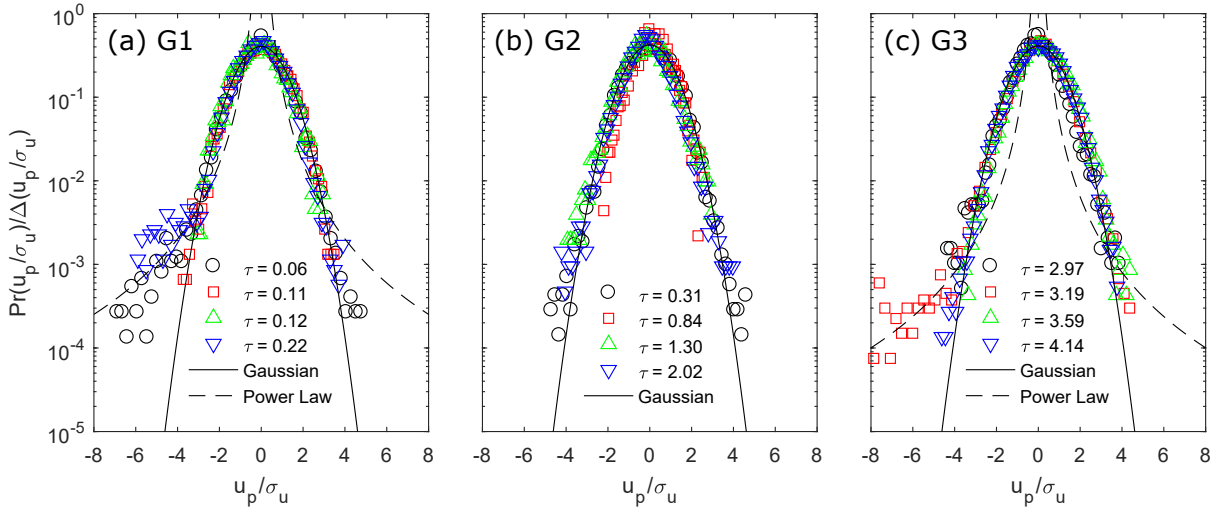 Pr(u_p/σ_u)/Δ(u_p/σ_u)
10^0
10^-1
10^-2
10^-3
10^-4
10^-5
(a) G1
τ = 0.06
τ = 0.11
τ = 0.12
τ = 0.22
Gaussian
Power Law
-8 -6 -4 -2 0 2 4 6 8
u_p/σ_u
(b) G2
τ = 0.31
τ = 0.84
τ = 1.30
τ = 2.02
Gaussian
-8 -6 -4 -2 0 2 4 6 8
u_p/σ_u
(c) G3
τ = 2.97
τ = 3.19
τ = 3.59
τ = 4.14
Gaussian
Power Law
-8 -6 -4 -2 0 2 4 6 8
u_p/σ_u